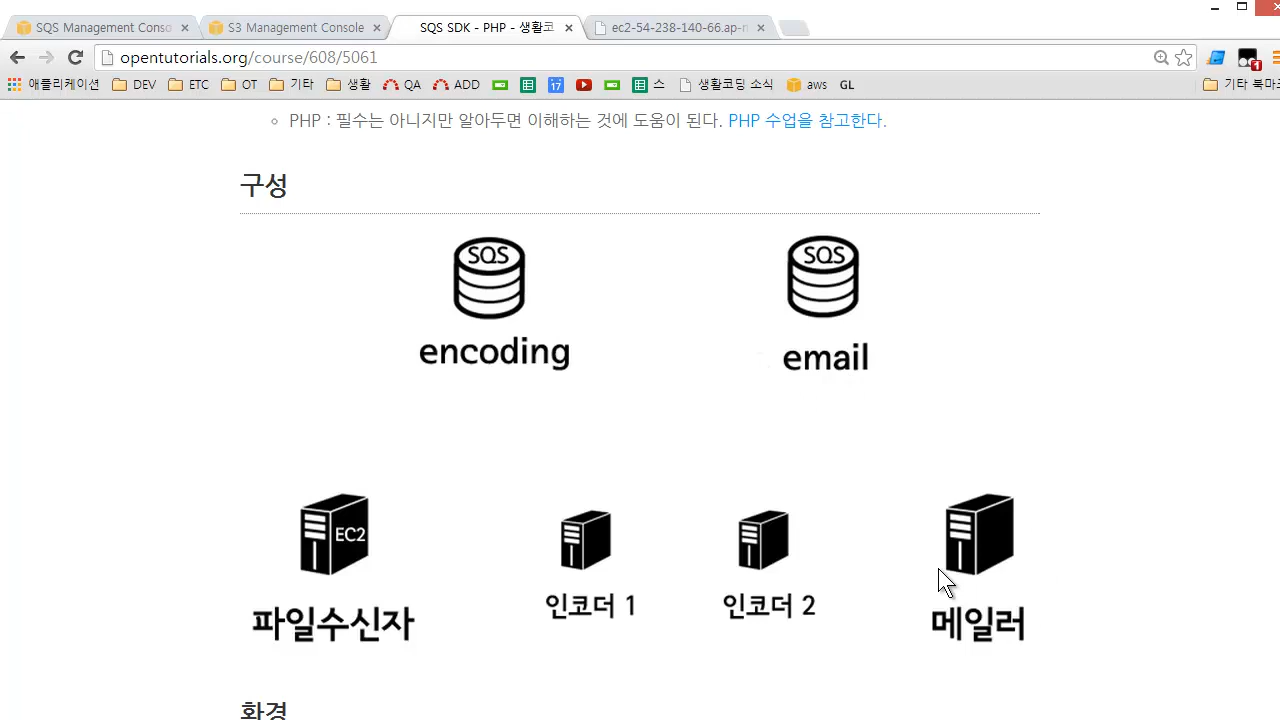 SQS Management Conso
S3 Management Console
SQS SDK - PHP - 생활코
ec2-54-238-140-66.ap-n
opentutorials.org/course/608/5061
애플리케이션 DEV ETC OT 기타 생활 QA ADD 17 스 생활코딩 소식 aws GL 기타 북마크
PHP : 필수는 아니지만 알아두면 이해하는 것에 도움이 된다. PHP 수업을 참고한다.
구성
SQS SQS
encoding email
EC2
파일수신자 인코더 1 인코더 2 메일러
환경